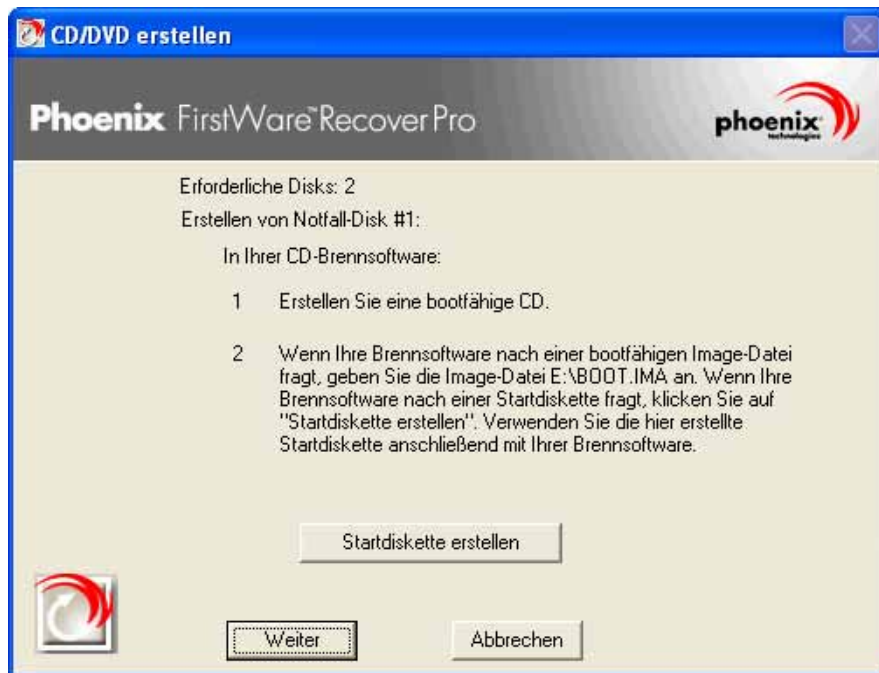 CD/DVD erstellen
Phoenix FirstWare™ Recover Pro
phoenix
technologies
Erforderliche Disks: 2
Erstellen von Notfall-Disk #1:
In Ihrer CD-Brennsoftware:
1 Erstellen Sie eine bootfähige CD.
2 Wenn Ihre Brennsoftware nach einer bootfähigen Image-Datei
fragt, geben Sie die Image-Datei E:\BOOT.IMA an. Wenn Ihre
Brennsoftware nach einer Startdiskette fragt, klicken Sie auf
"Startdiskette erstellen". Verwenden Sie die hier erstellte
Startdiskette anschließend mit Ihrer Brennsoftware.
Startdiskette erstellen
Weiter
Abbrechen